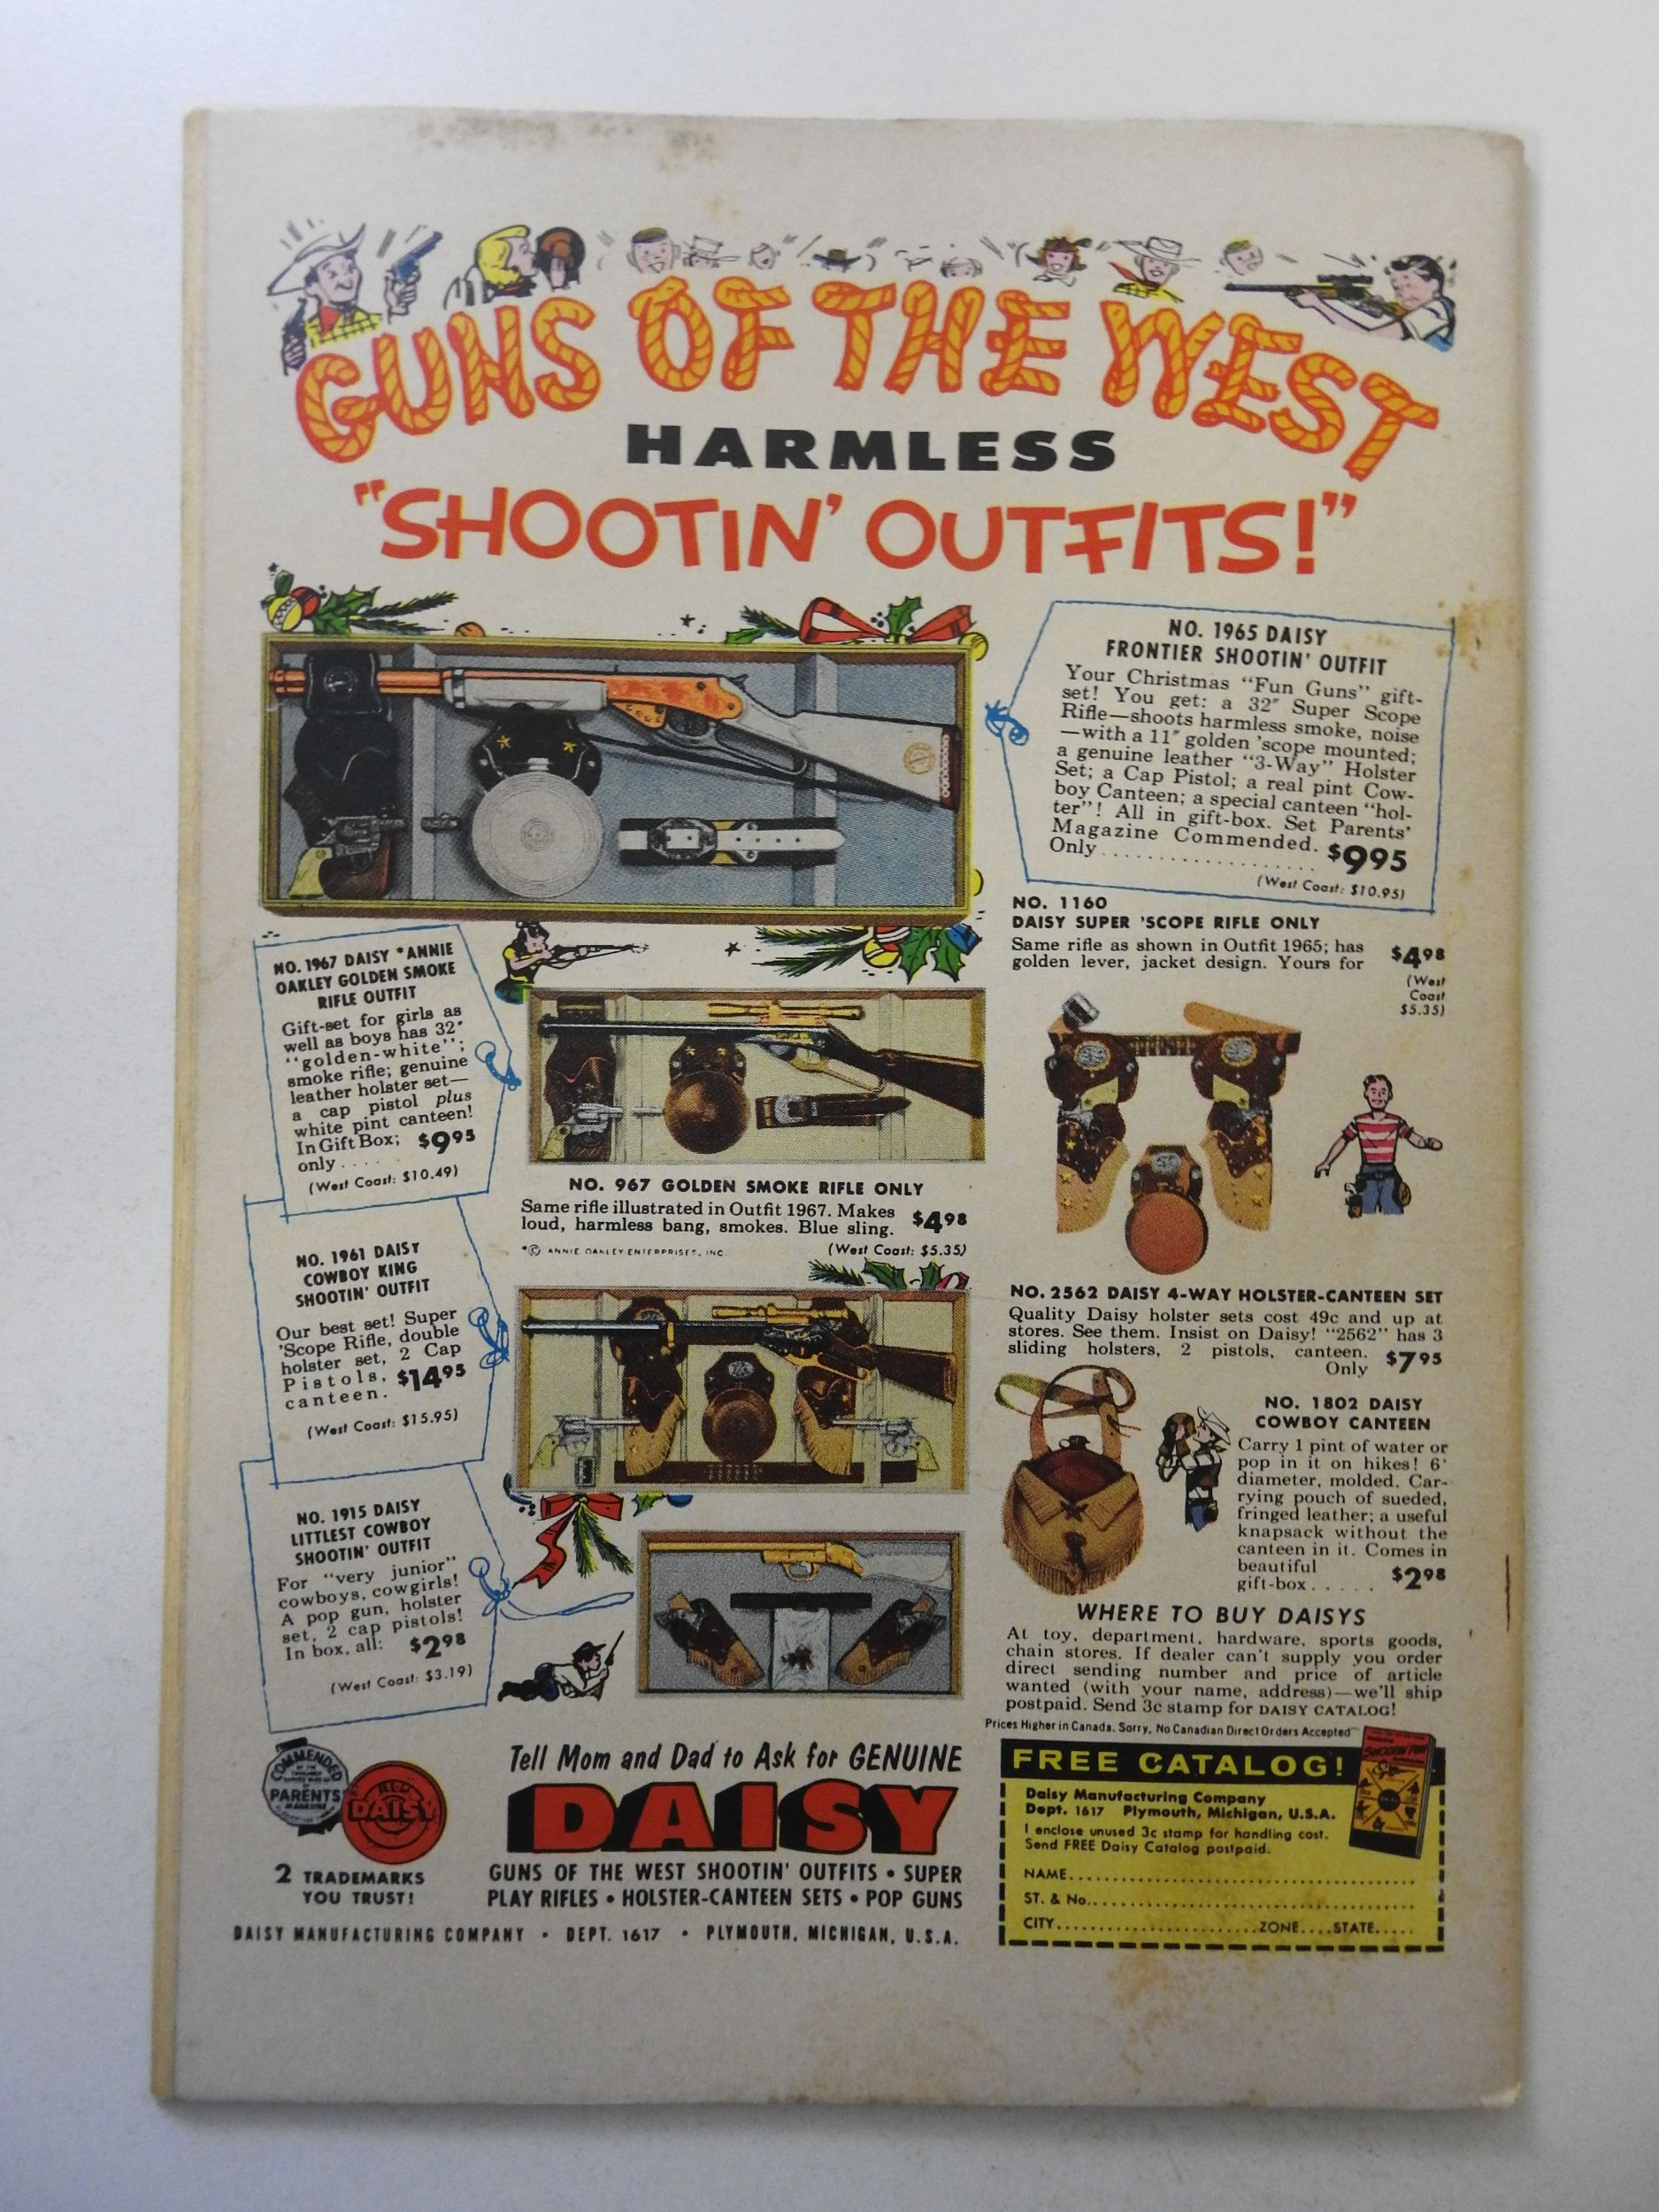 GUNS OF THE WEST
HARMLESS
"SHOOTIN' OUTFITS!"
NO. 1965 DAISY
FRONTIER SHOOTIN' OUTFIT
Your Christmas "Fun Guns" gift-
set! You get: a 32" Super Scope
Rifle—shoots harmless smoke, noise
—with a 11" golden 'scope mounted;
a genuine leather "3-Way" Holster
Set; a Cap Pistol; a real pint Cow-
boy Canteen; a special canteen "hol-
ter"! All in gift-box. Set Parents'
Magazine Commended.
Only.................. $995
(West Coast: $10.95)
NO. 1160
DAISY SUPER 'SCOPE RIFLE ONLY
Same rifle as shown in Outfit 1965; has
golden lever, jacket design. Yours for
$498
(West
Coast
$5.35)
NO. 1967 DAISY *ANNIE
OAKLEY GOLDEN SMOKE
RIFLE OUTFIT
Gift-set for girls as
well as boys has 32"
"golden-white";
smoke rifle; genuine
leather holster set—
a cap pistol plus
white pint canteen!
In Gift Box;
only..... $995
(West Coast: $10.49)
NO. 967 GOLDEN SMOKE RIFLE ONLY
Same rifle illustrated in Outfit 1967. Makes
loud, harmless bang, smokes. Blue sling. $498
*© ANNIE OAKLEY ENTERPRISES, INC. (West Coast: $5.35)
NO. 1961 DAISY
COWBOY KING
SHOOTIN' OUTFIT
Our best set! Super
'Scope Rifle, double
holster set, 2 Cap
Pistols, $1495
canteen.
(West Coast: $15.95)
NO. 2562 DAISY 4-WAY HOLSTER-CANTEEN SET
Quality Daisy holster sets cost 49c and up at
stores. See them. Insist on Daisy! "2562" has 3
sliding holsters, 2 pistols, canteen.
Only $795
NO. 1802 DAISY
COWBOY CANTEEN
Carry 1 pint of water or
pop in it on hikes! 6"
diameter, molded. Car-
rying pouch of sueded,
fringed leather; a useful
knapsack without the
canteen in it. Comes in
beautiful
gift-box..... $298
NO. 1915 DAISY
LITTLEST COWBOY
SHOOTIN' OUTFIT
For "very junior"
cowboys, cowgirls!
A pop gun, holster
set, 2 cap pistols!
In box, all: $298
(West Coast: $3.19)
WHERE TO BUY DAISYS
At toy, department, hardware, sports goods,
chain stores. If dealer can't supply you order
direct sending number and price of article
wanted (with your name, address)—we'll ship
postpaid. Send 3c stamp for DAISY CATALOG!
Prices Higher in Canada. Sorry, No Canadian Direct Orders Accepted
COMMENDED
PARENTS'
MAGAZINE
DAISY
2 TRADEMARKS
YOU TRUST!
Tell Mom and Dad to Ask for GENUINE
DAISY
GUNS OF THE WEST SHOOTIN' OUTFITS • SUPER
PLAY RIFLES • HOLSTER-CANTEEN SETS • POP GUNS
DAISY MANUFACTURING COMPANY • DEPT. 1617 • PLYMOUTH, MICHIGAN, U.S.A.
FREE CATALOG!
Daisy Manufacturing Company
Dept. 1617 Plymouth, Michigan, U.S.A.
I enclose unused 3c stamp for handling cost.
Send FREE Daisy Catalog postpaid.
NAME..........
ST. & No..........
CITY..........ZONE....STATE.....